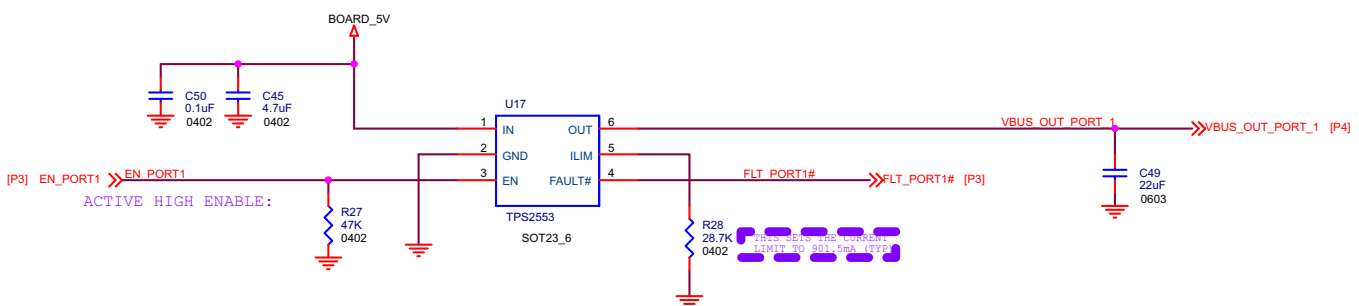 BOARD_5V
C50
0.1uF
0402
C45
4.7uF
0402
U17
1 IN
2 GND
3 EN
OUT 6
ILIM 5
FAULT# 4
TPS2553
SOT23_6
[P3] EN_PORT1 EN_PORT1
ACTIVE HIGH ENABLE:
R27
47K
0402
VBUS_OUT_PORT_1
VBUS_OUT_PORT_1 [P4]
FLT_PORT1#
FLT_PORT1# [P3]
C49
22uF
0603
R28
28.7K
0402
THIS SETS THE CURRENT
LIMIT TO 901.5mA (TYP)